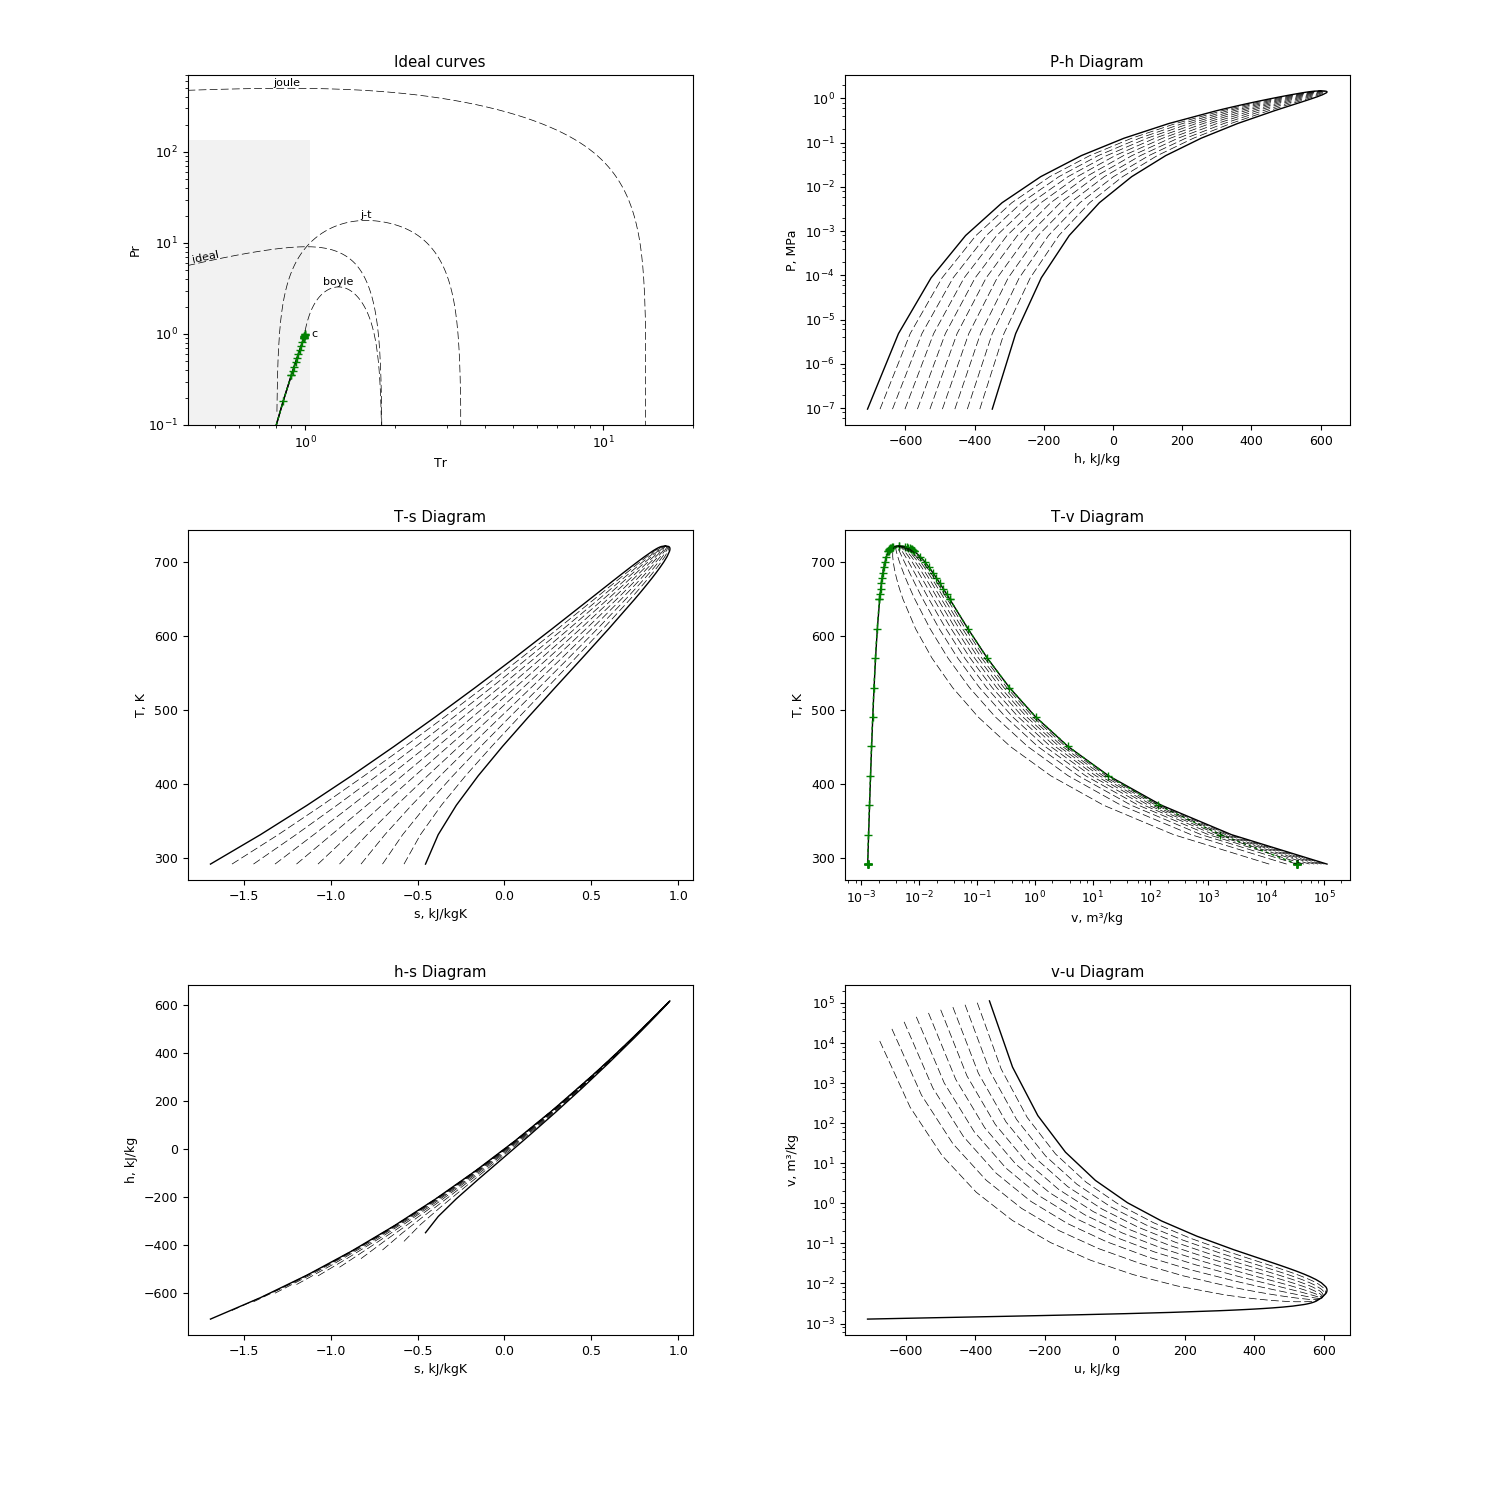 Ideal curves
joule
j-t
ideal
boyle
c
10² 10¹ 10⁰ 10⁻¹
Pr
10⁰ 10¹
Tr
P-h Diagram
10⁰ 10⁻¹ 10⁻² 10⁻³ 10⁻⁴ 10⁻⁵ 10⁻⁶ 10⁻⁷
P, MPa
−600 −400 −200 0 200 400 600
h, kJ/kg
T-s Diagram
700 600 500 400 300
T, K
−1.5 −1.0 −0.5 0.0 0.5 1.0
s, kJ/kgK
T-v Diagram
700 600 500 400 300
T, K
10⁻³ 10⁻² 10⁻¹ 10⁰ 10¹ 10² 10³ 10⁴ 10⁵
v, m³/kg
h-s Diagram
600 400 200 0 −200 −400 −600
h, kJ/kg
−1.5 −1.0 −0.5 0.0 0.5 1.0
s, kJ/kgK
v-u Diagram
10⁵ 10⁴ 10³ 10² 10¹ 10⁰ 10⁻¹ 10⁻² 10⁻³
v, m³/kg
−600 −400 −200 0 200 400 600
u, kJ/kg